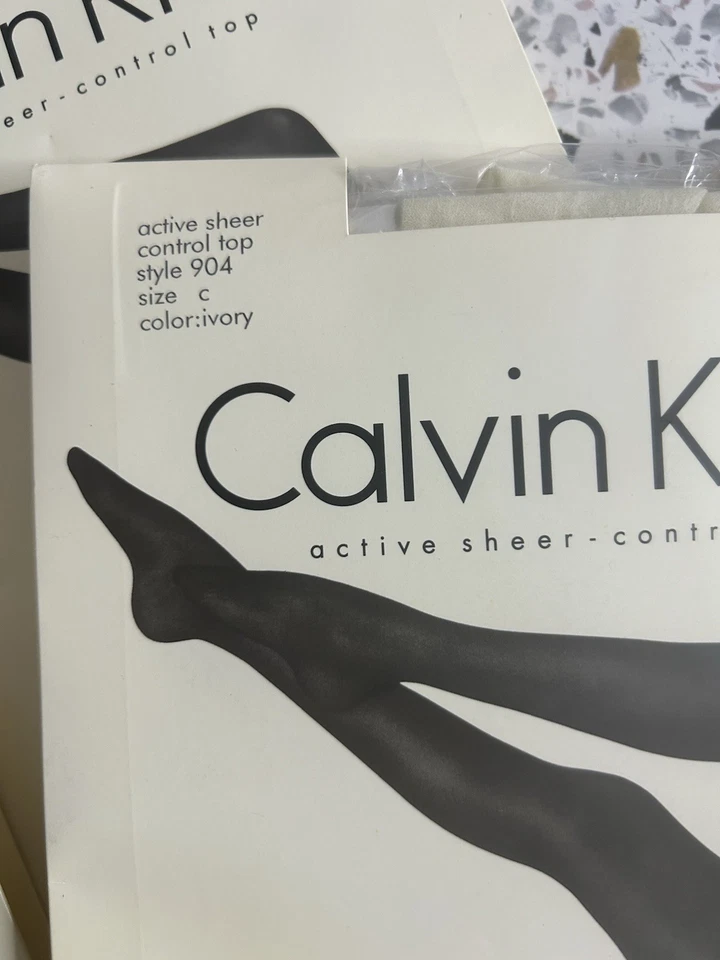 eer-control top
active sheer
control top
style 904
size c
color:ivory
Calvin K
active sheer-contr